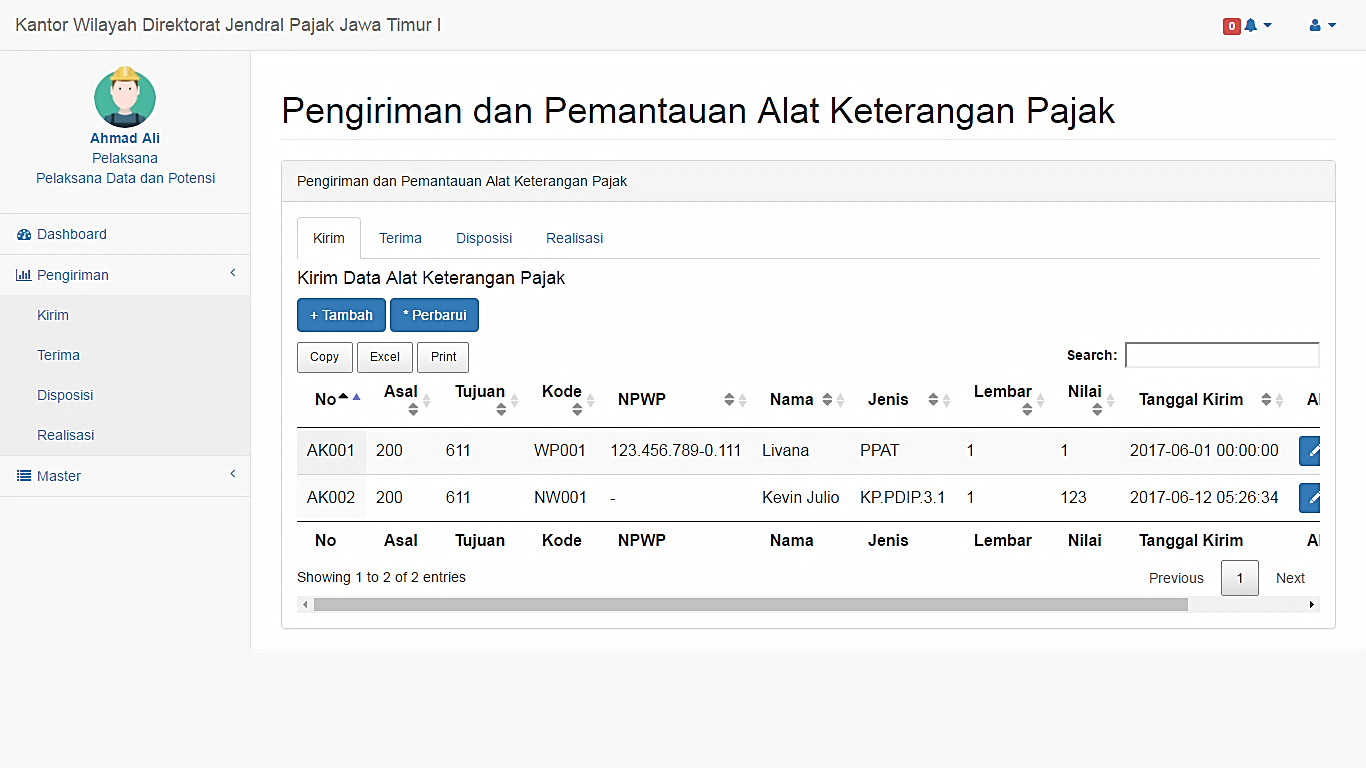 Kantor Wilayah Direktorat Jendral Pajak Jawa Timur I
0
Ahmad Ali
Pelaksana
Pelaksana Data dan Potensi
Dashboard
Pengiriman
Kirim
Terima
Disposisi
Realisasi
Master
Pengiriman dan Pemantauan Alat Keterangan Pajak
Pengiriman dan Pemantauan Alat Keterangan Pajak
Kirim Terima Disposisi Realisasi
Kirim Data Alat Keterangan Pajak
+ Tambah * Perbarui
Copy Excel Print Search:
No Asal Tujuan Kode NPWP Nama Jenis Lembar Nilai Tanggal Kirim
AK001 200 611 WP001 123.456.789-0.111 Livana PPAT 1 1 2017-06-01 00:00:00
AK002 200 611 NW001 - Kevin Julio KP.PDIP.3.1 1 123 2017-06-12 05:26:34
No Asal Tujuan Kode NPWP Nama Jenis Lembar Nilai Tanggal Kirim
Showing 1 to 2 of 2 entries Previous 1 Next